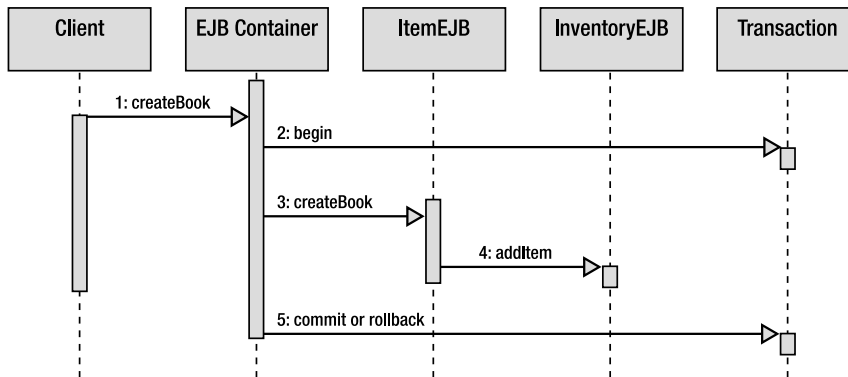 Client
EJB Container
ItemEJB
InventoryEJB
Transaction
1: createBook
2: begin
3: createBook
4: addItem
5: commit or rollback